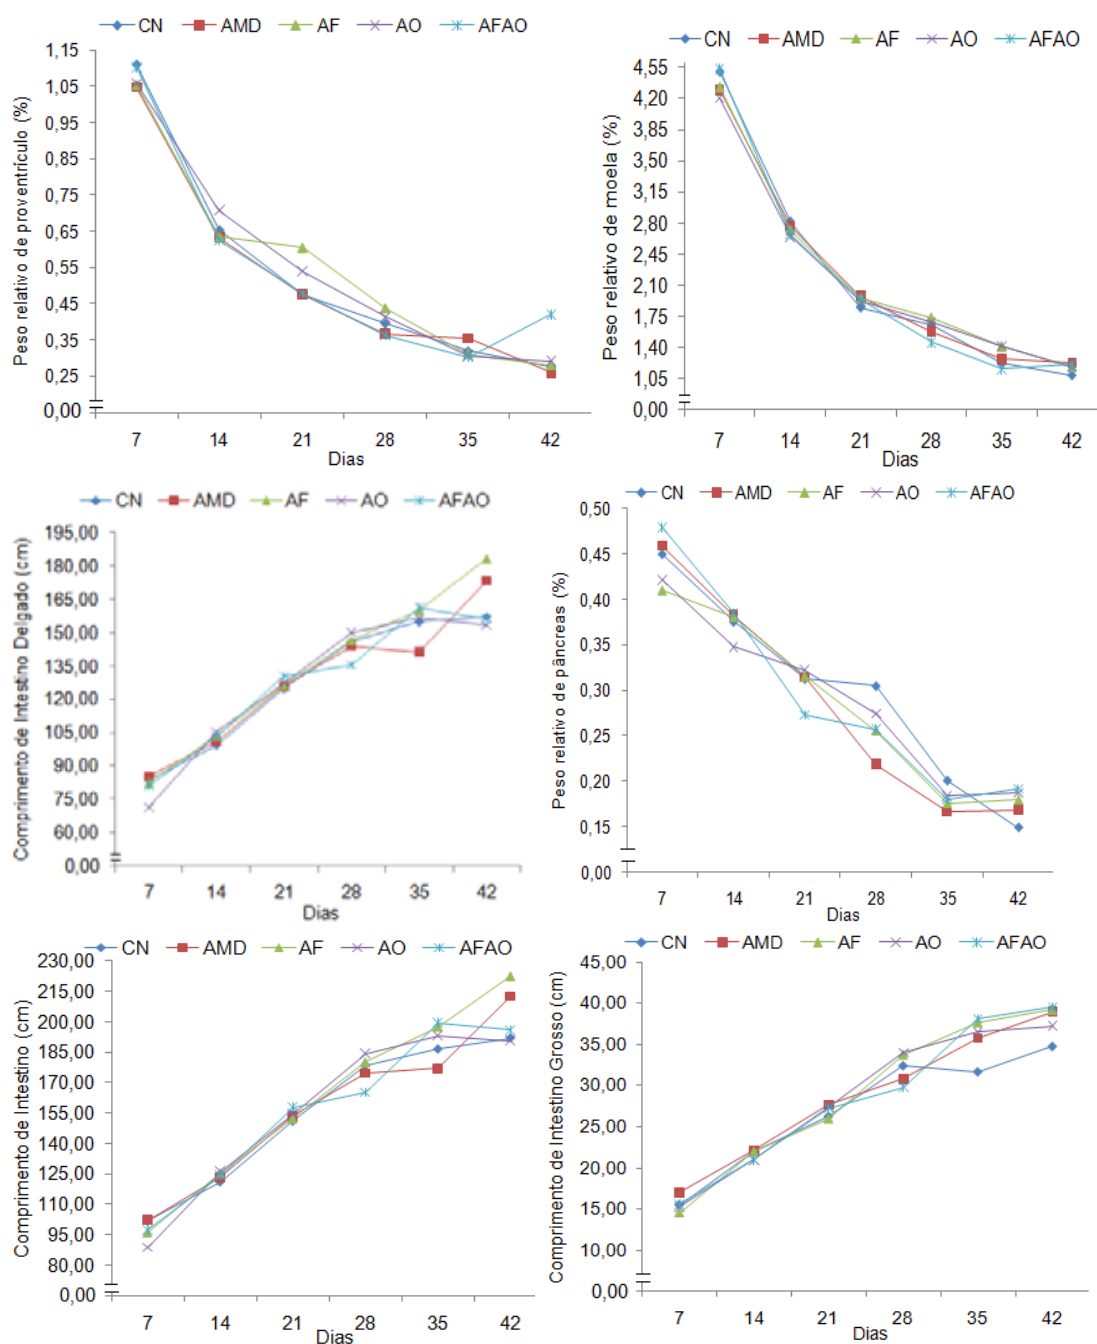 CN AMD AF AO AFAO
Peso relativo de proventrículo (%)
1,15
1,05
0,95
0,85
0,75
0,65
0,55
0,45
0,35
0,25
0,00
7 14 21 28 35 42
Dias
CN AMD AF AO AFAO
Peso relativo de moela (%)
4,55
4,20
3,85
3,50
3,15
2,80
2,45
2,10
1,75
1,40
1,05
0,00
7 14 21 28 35 42
Dias
CN AMD AF AO AFAO
Comprimento de Intestino Delgado (cm)
195,00
180,00
165,00
150,00
135,00
120,00
105,00
90,00
75,00
60,00
0,00
7 14 21 28 35 42
Dias
CN AMD AF AO AFAO
Peso relativo de pâncreas (%)
0,50
0,45
0,40
0,35
0,30
0,25
0,20
0,15
0,00
7 14 21 28 35 42
Dias
CN AMD AF AO AFAO
Comprimento de Intestino (cm)
230,00
215,00
200,00
185,00
170,00
155,00
140,00
125,00
110,00
95,00
80,00
0,00
7 14 21 28 35 42
Dias
CN AMD AF AO AFAO
Comprimento de Intestino Grosso (cm)
45,00
40,00
35,00
30,00
25,00
20,00
15,00
10,00
0,00
7 14 21 28 35 42
Dias